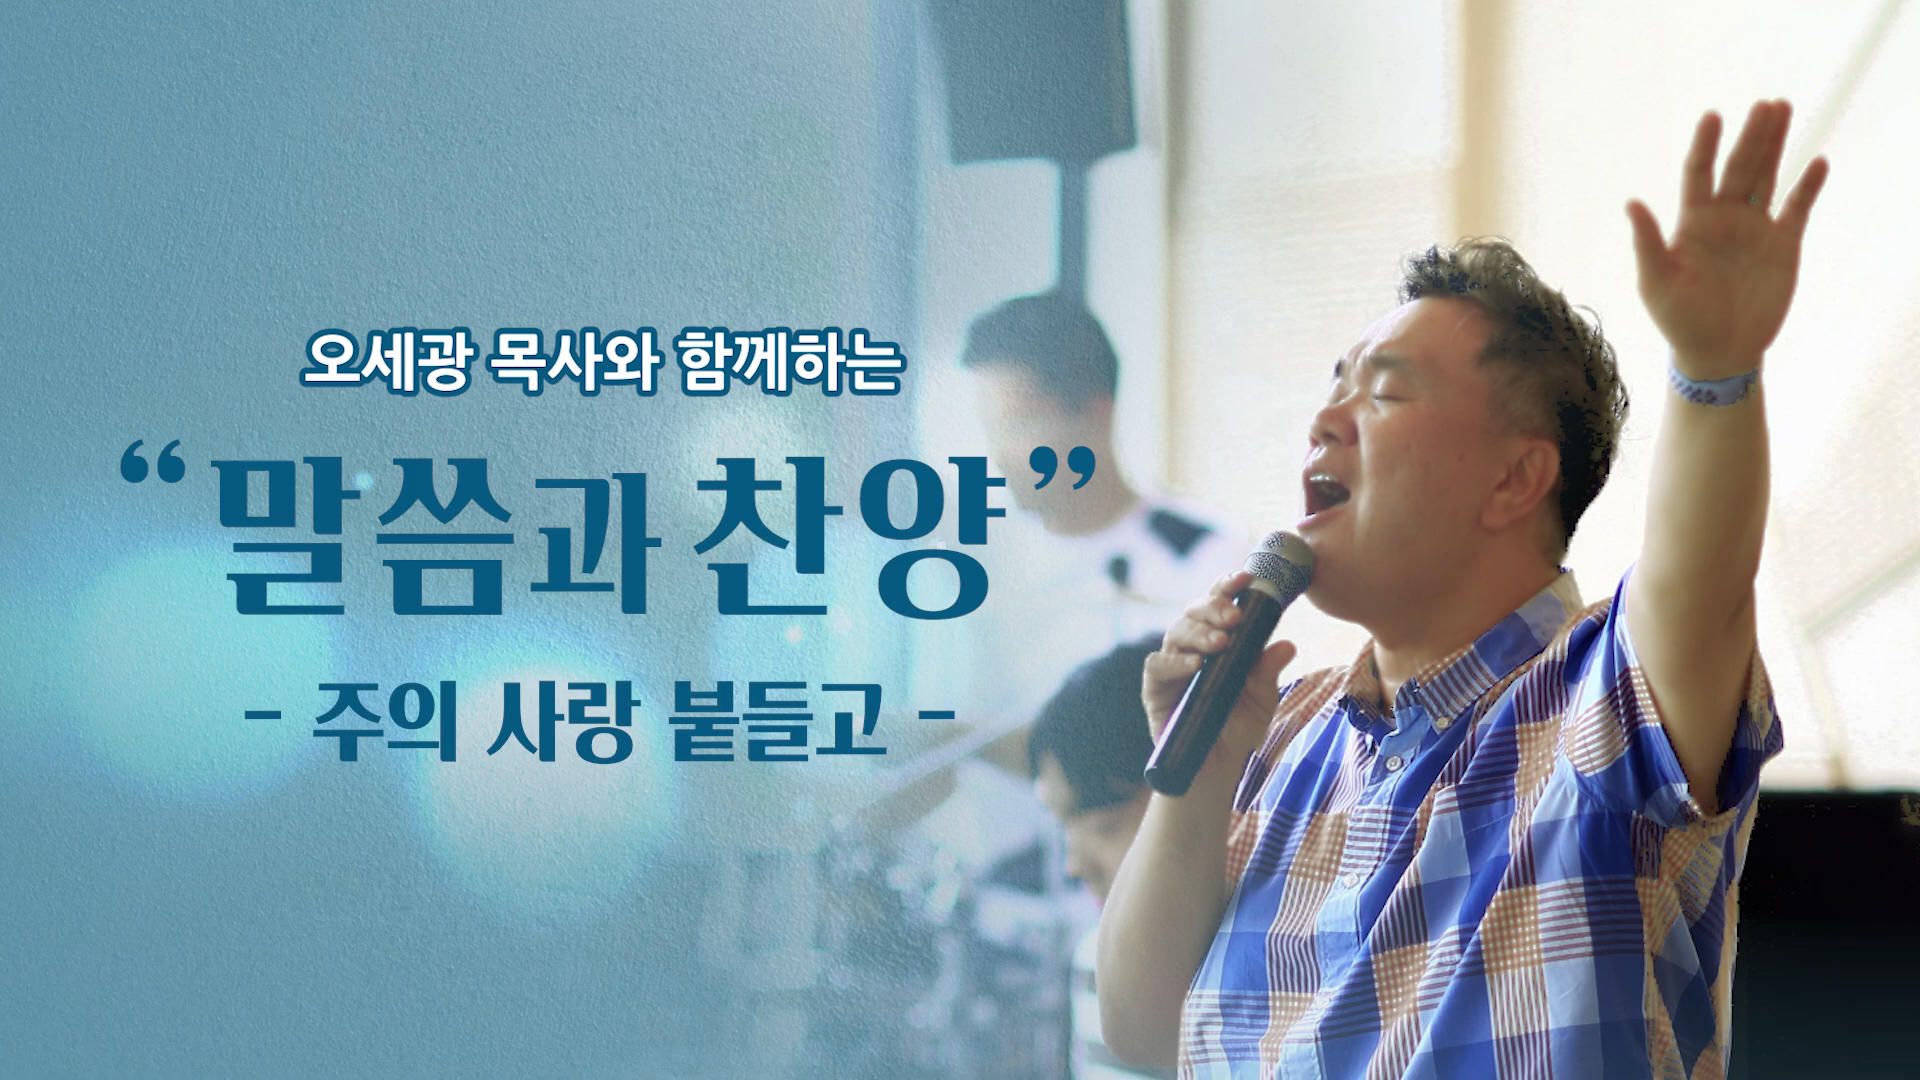 오세광 목사와 함께하는
“말씀과 찬양”
- 주의 사랑 붙들고 -